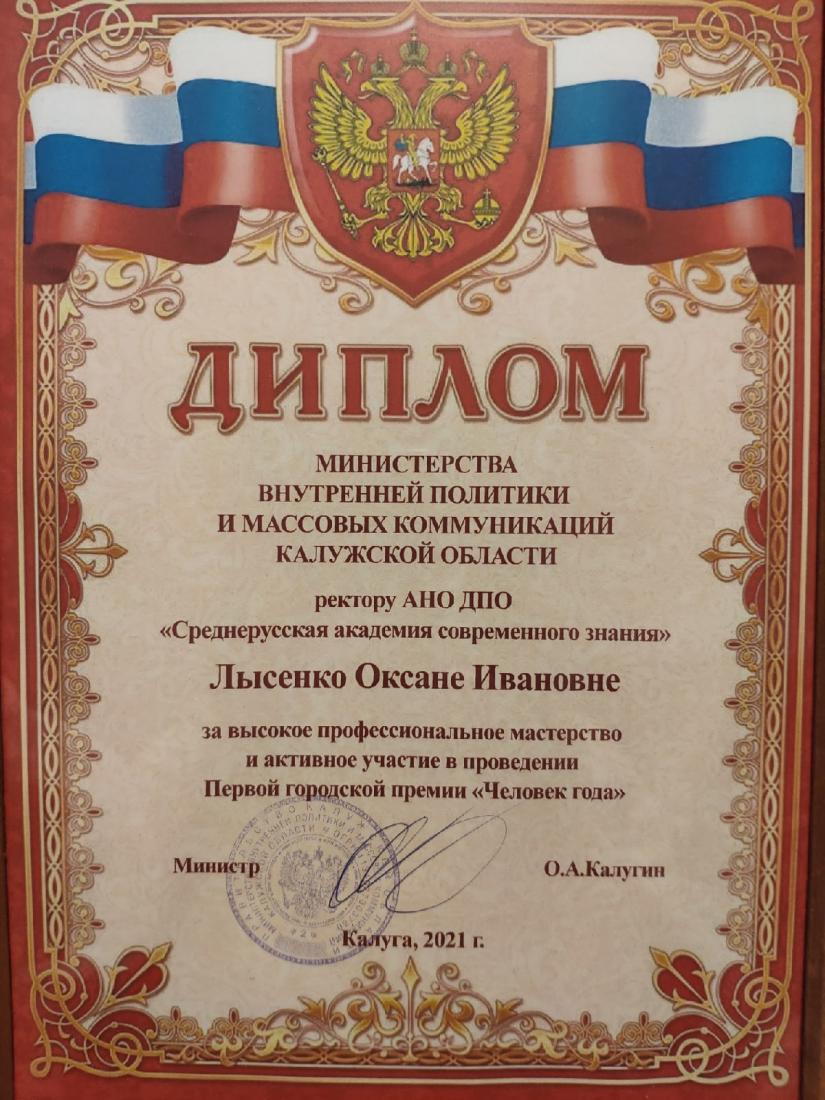 ДИПЛОМ
МИНИСТЕРСТВА
ВНУТРЕННЕЙ ПОЛИТИКИ
И МАССОВЫХ КОММУНИКАЦИЙ
КАЛУЖСКОЙ ОБЛАСТИ
ректору АНО ДПО
«Среднерусская академия современного знания»
Лысенко Оксане Ивановне
за высокое профессиональное мастерство
и активное участие в проведении
Первой городской премии «Человек года»
Министр О.А.Калугин
Калуга, 2021 г.